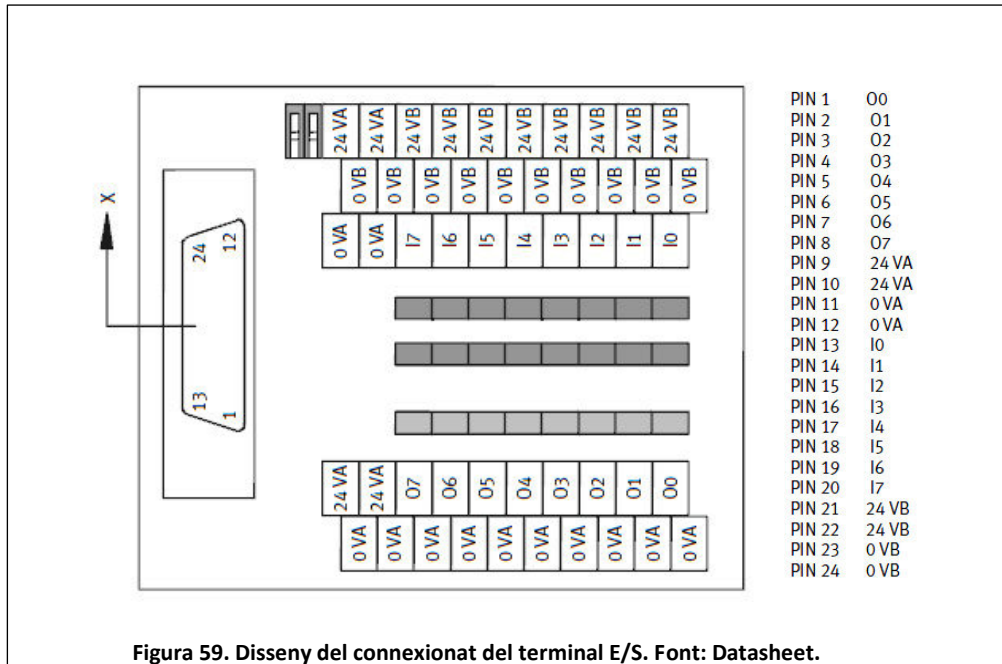 24 VA 24 VA 24 VB 24 VB 24 VB 24 VB 24 VB 24 VB 24 VB 24 VB
0 VB 0 VB 0 VB 0 VB 0 VB 0 VB 0 VB 0 VB 0 VB 0 VB
0 VA 0 VA I7 I6 I5 I4 I3 I2 I1 I0
X
24 12
13 1
24 VA 24 VA O7 O6 O5 O4 O3 O2 O1 O0
0 VA 0 VA 0 VA 0 VA 0 VA 0 VA 0 VA 0 VA 0 VA 0 VA
PIN 1 O0
PIN 2 O1
PIN 3 O2
PIN 4 O3
PIN 5 O4
PIN 6 O5
PIN 7 O6
PIN 8 O7
PIN 9 24 VA
PIN 10 24 VA
PIN 11 0 VA
PIN 12 0 VA
PIN 13 I0
PIN 14 I1
PIN 15 I2
PIN 16 I3
PIN 17 I4
PIN 18 I5
PIN 19 I6
PIN 20 I7
PIN 21 24 VB
PIN 22 24 VB
PIN 23 0 VB
PIN 24 0 VB
Figura 59. Disseny del connexionat del terminal E/S. Font: Datasheet.